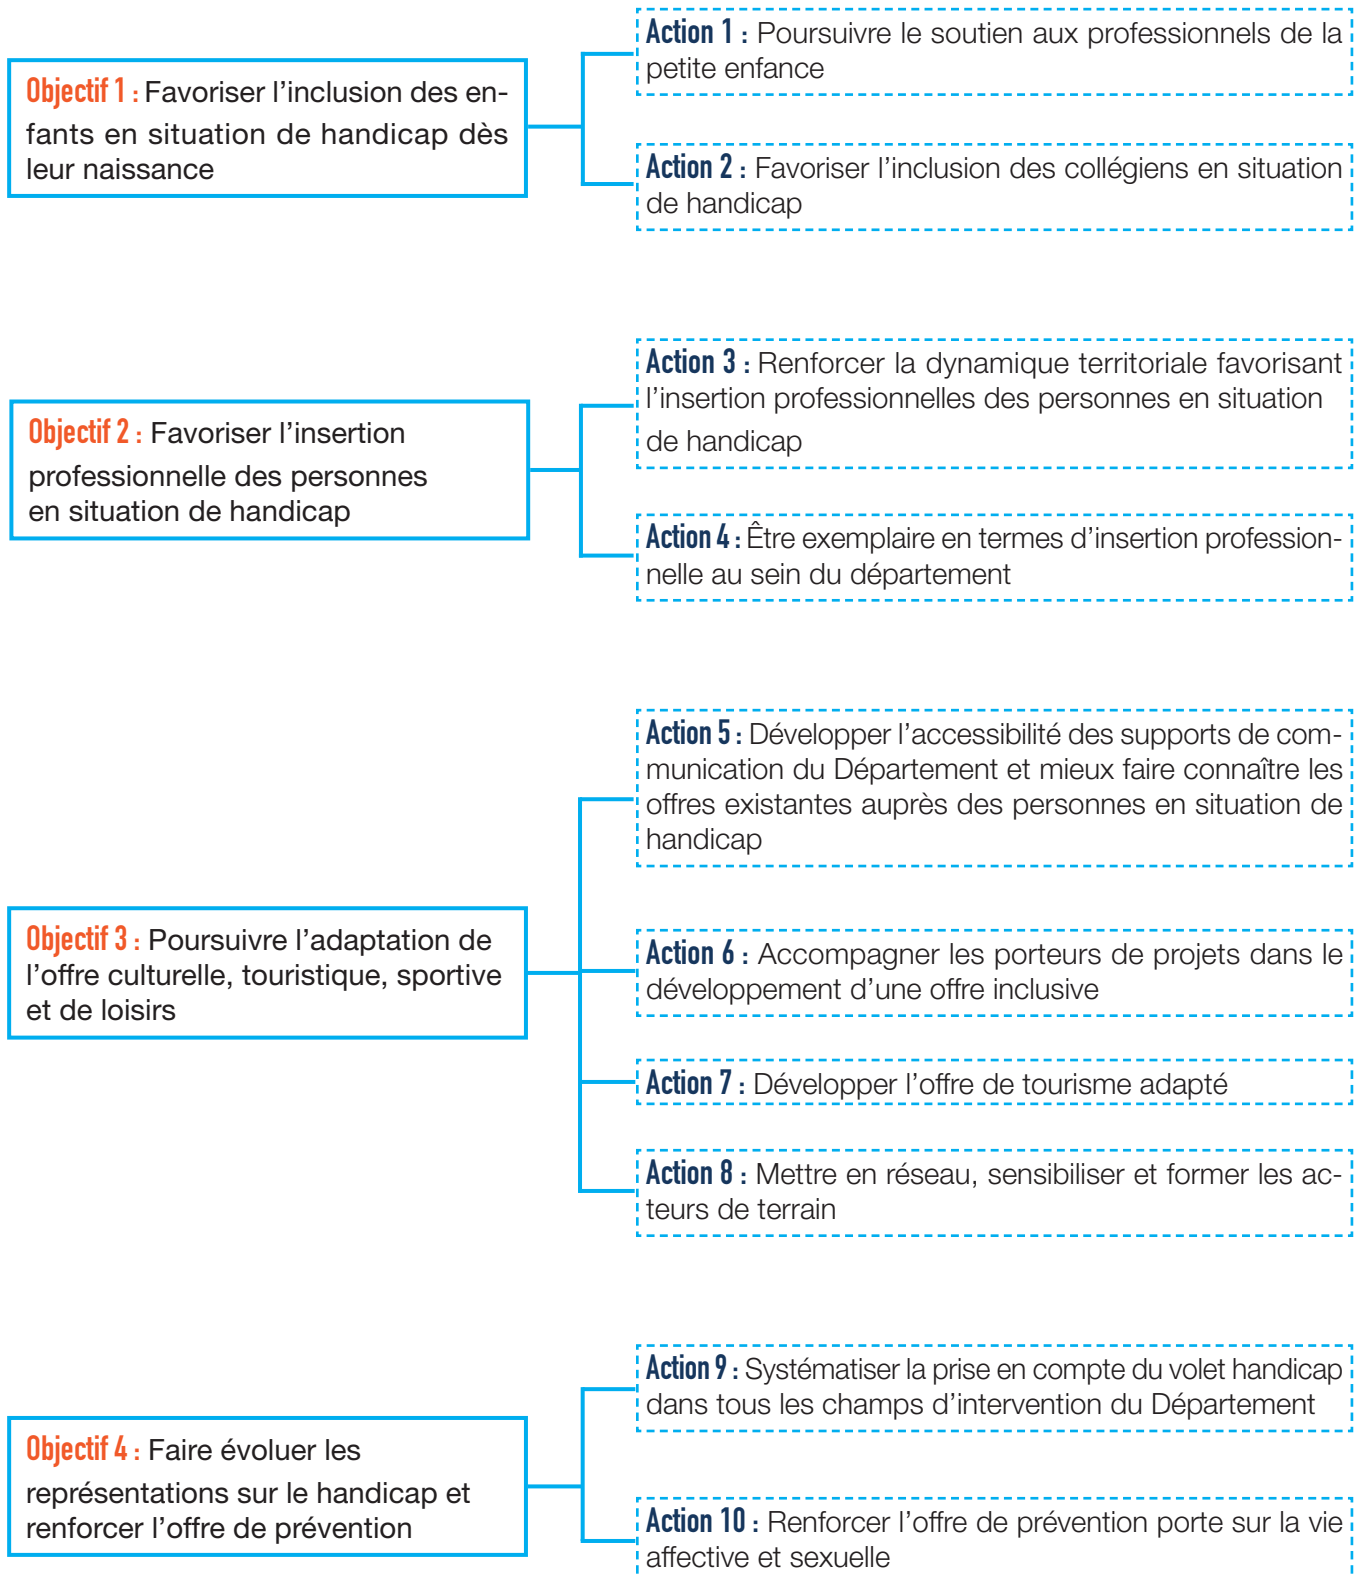 Action 1 : Poursuivre le soutien aux professionnels de la
petite enfance
Objectif 1 : Favoriser l’inclusion des en-
fants en situation de handicap dès
leur naissance
Action 2 : Favoriser l’inclusion des collégiens en situation
de handicap
Action 3 : Renforcer la dynamique territoriale favorisant
l’insertion professionnelles des personnes en situation
de handicap
Objectif 2 : Favoriser l’insertion
professionnelle des personnes
en situation de handicap
Action 4 : Être exemplaire en termes d’insertion profession-
nelle au sein du département
Action 5 : Développer l’accessibilité des supports de com-
munication du Département et mieux faire connaître les
offres existantes auprès des personnes en situation de
handicap
Objectif 3 : Poursuivre l’adaptation de
l’offre culturelle, touristique, sportive
et de loisirs
Action 6 : Accompagner les porteurs de projets dans le
développement d’une offre inclusive
Action 7 : Développer l’offre de tourisme adapté
Action 8 : Mettre en réseau, sensibiliser et former les ac-
teurs de terrain
Action 9 : Systématiser la prise en compte du volet handicap
dans tous les champs d’intervention du Département
Objectif 4 : Faire évoluer les
représentations sur le handicap et
renforcer l’offre de prévention
Action 10 : Renforcer l’offre de prévention porte sur la vie
affective et sexuelle